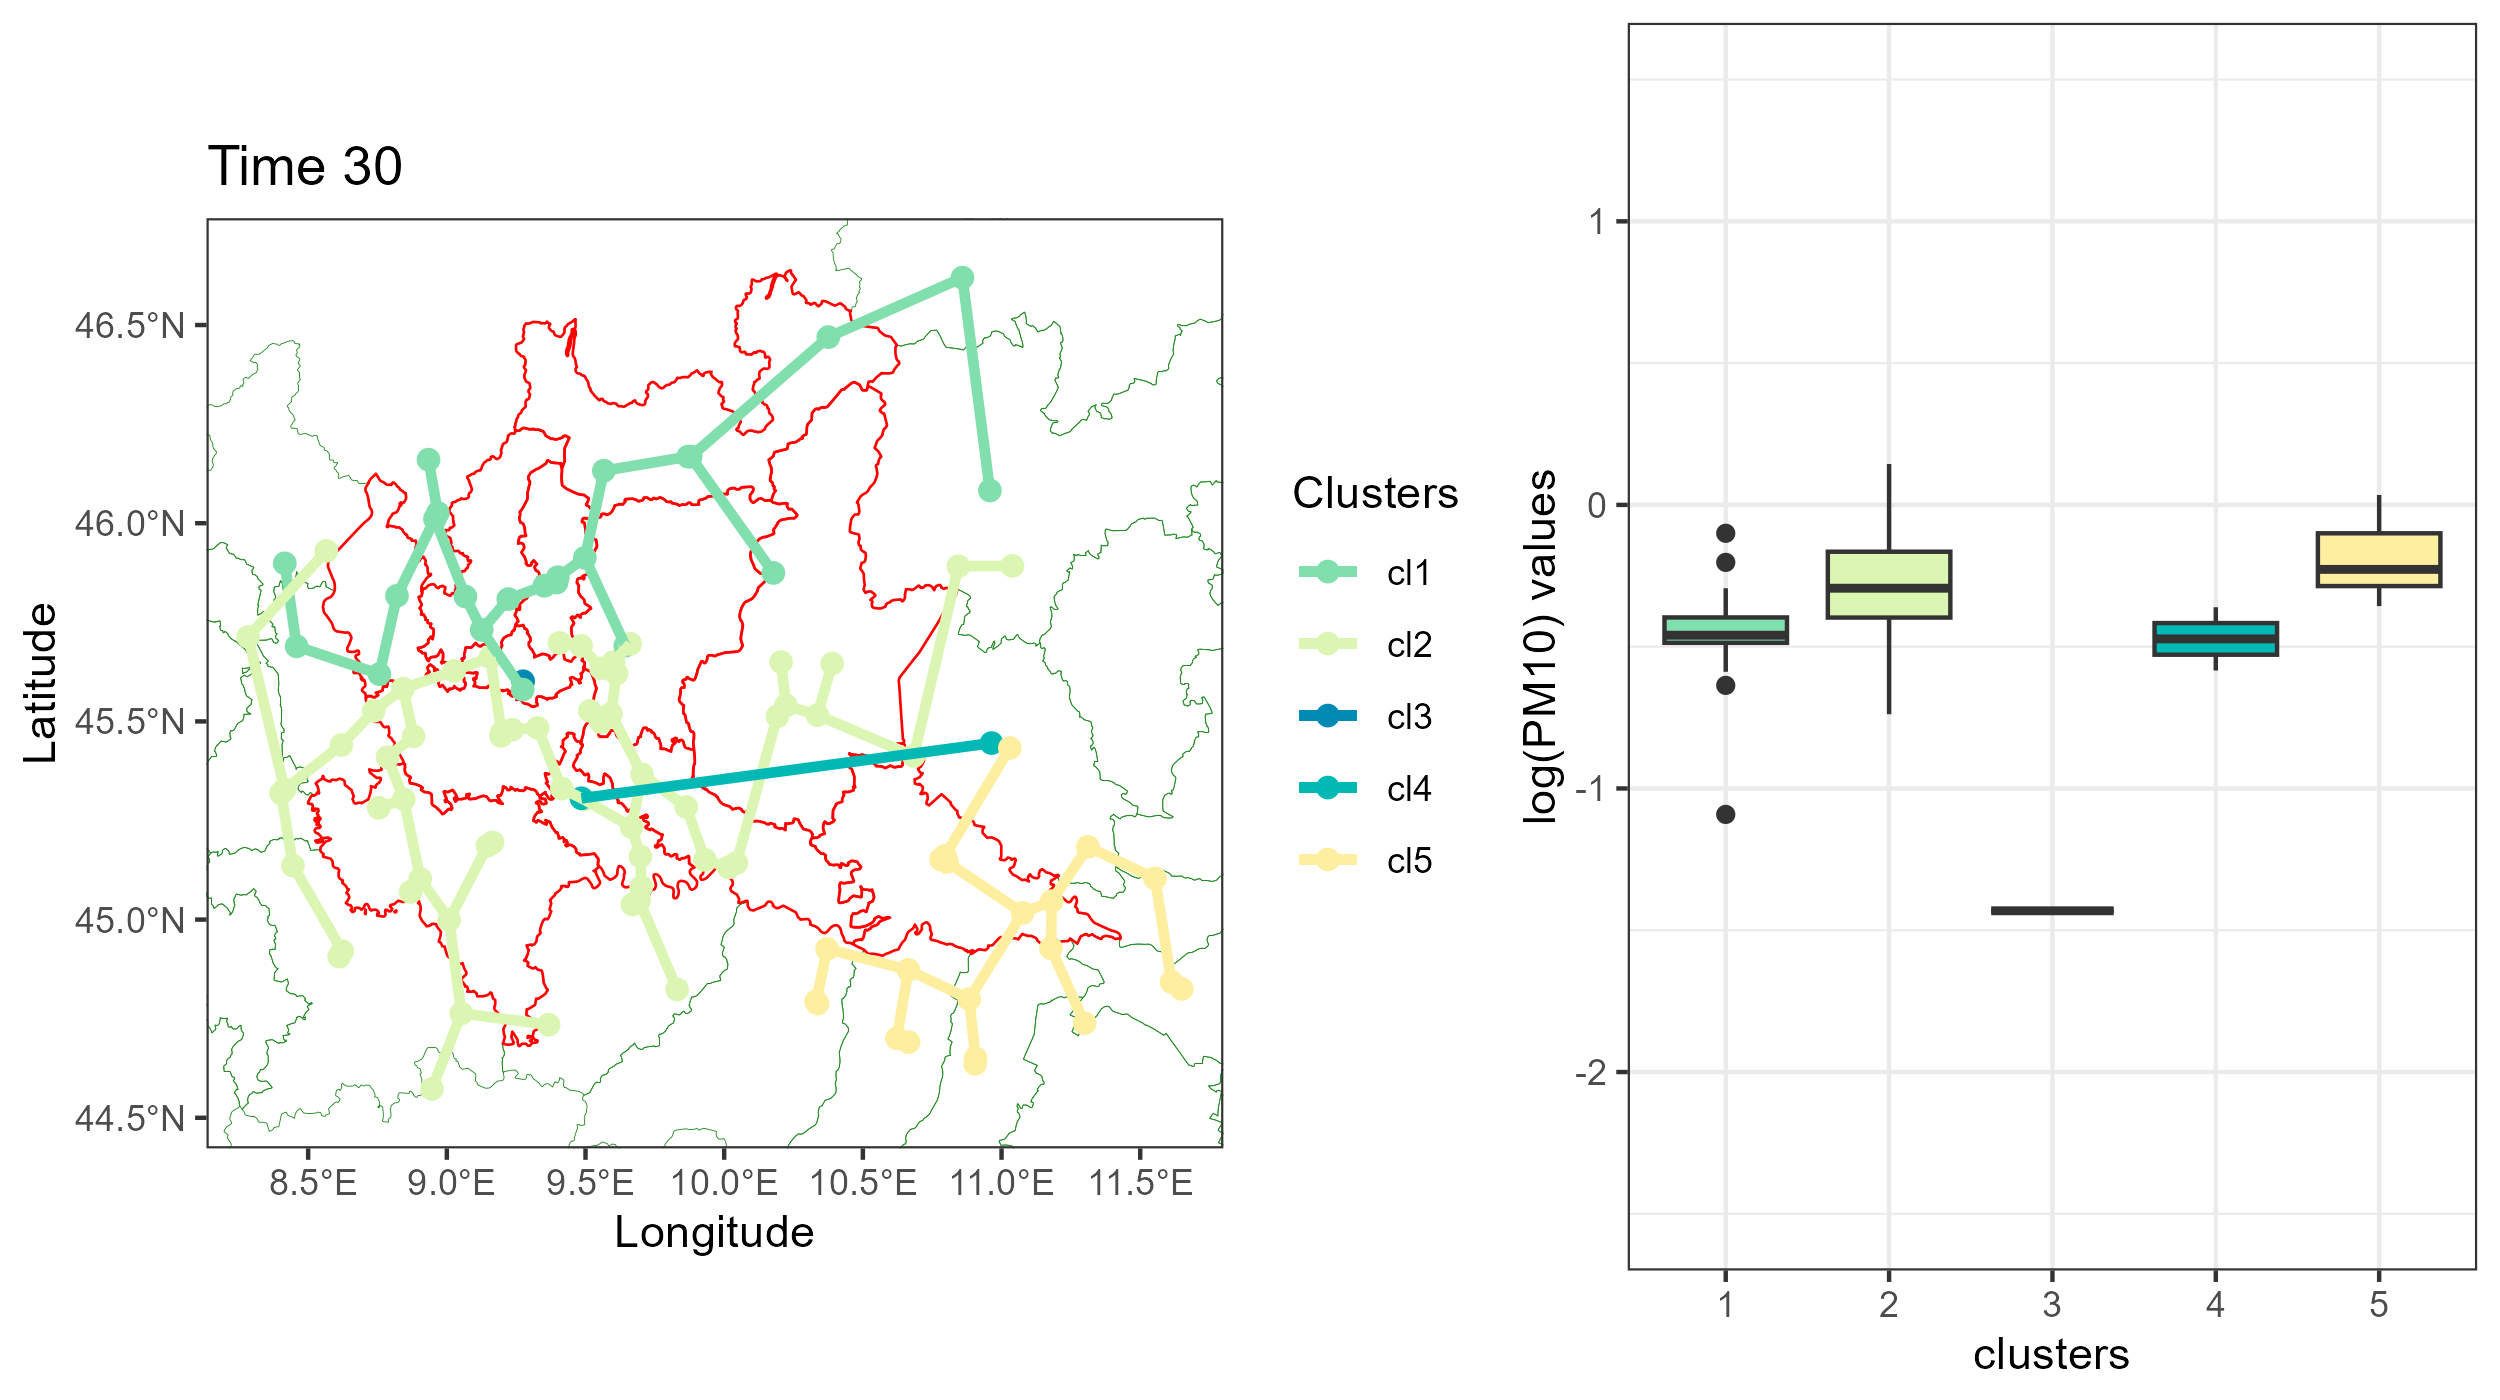 Time 30
46.5°N
46.0°N
45.5°N
45.0°N
44.5°N
Latitude
8.5°E 9.0°E 9.5°E 10.0°E 10.5°E 11.0°E 11.5°E
Longitude
Clusters
cl1
cl2
cl3
cl4
cl5
log(PM10) values
1
0
-1
-2
1 2 3 4 5
clusters